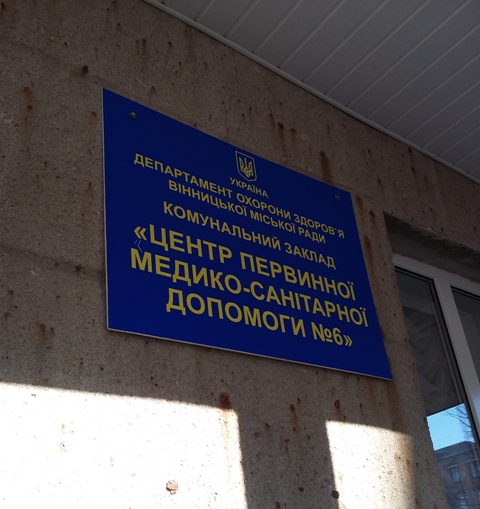 УКРАЇНА
ДЕПАРТАМЕНТ ОХОРОНИ ЗДОРОВ'Я
ВІННИЦЬКОЇ МІСЬКОЇ РАДИ
КОМУНАЛЬНИЙ ЗАКЛАД
«ЦЕНТР ПЕРВИННОЇ
МЕДИКО-САНІТАРНОЇ
ДОПОМОГИ №6»